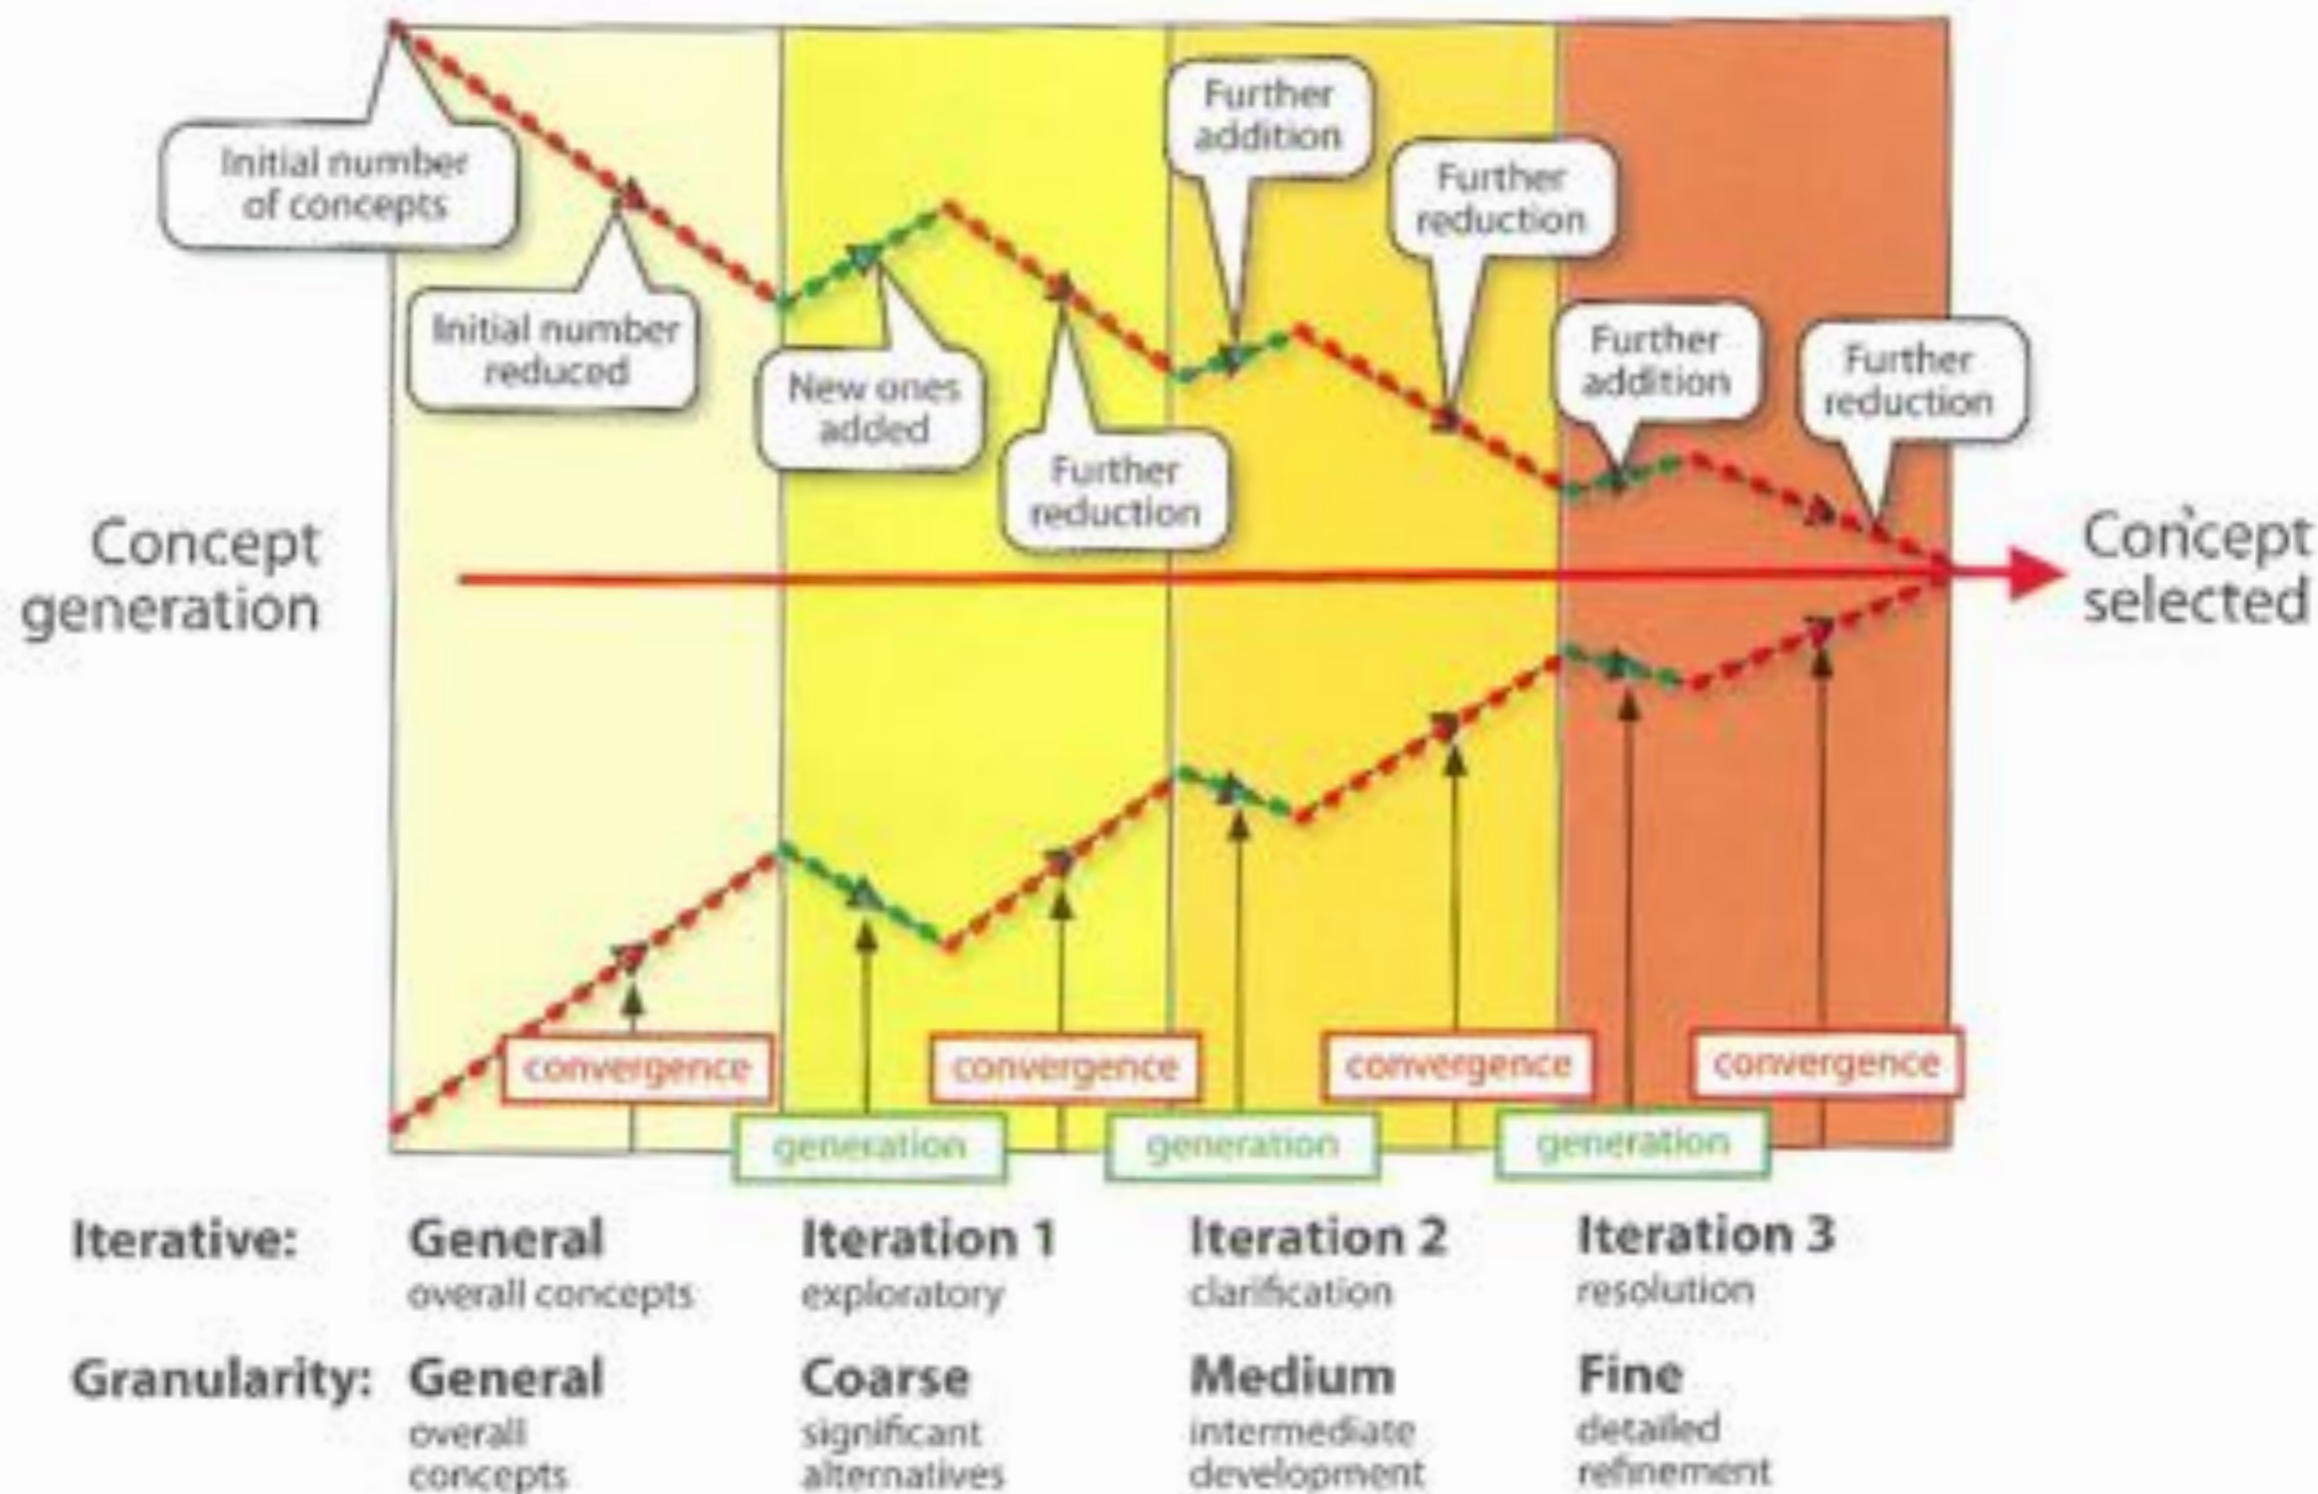 Initial number
of concepts
Initial number
reduced
New ones
added
Further
reduction
Further
addition
Further
reduction
Further
addition
Further
reduction
Concept
generation
Concept
selected
convergence
convergence
convergence
convergence
generation
generation
generation
Iterative: General Iteration 1 Iteration 2 Iteration 3
overall concepts exploratory clarification resolution
Granularity: General Coarse Medium Fine
overall significant intermediate detailed
concepts alternatives development refinement